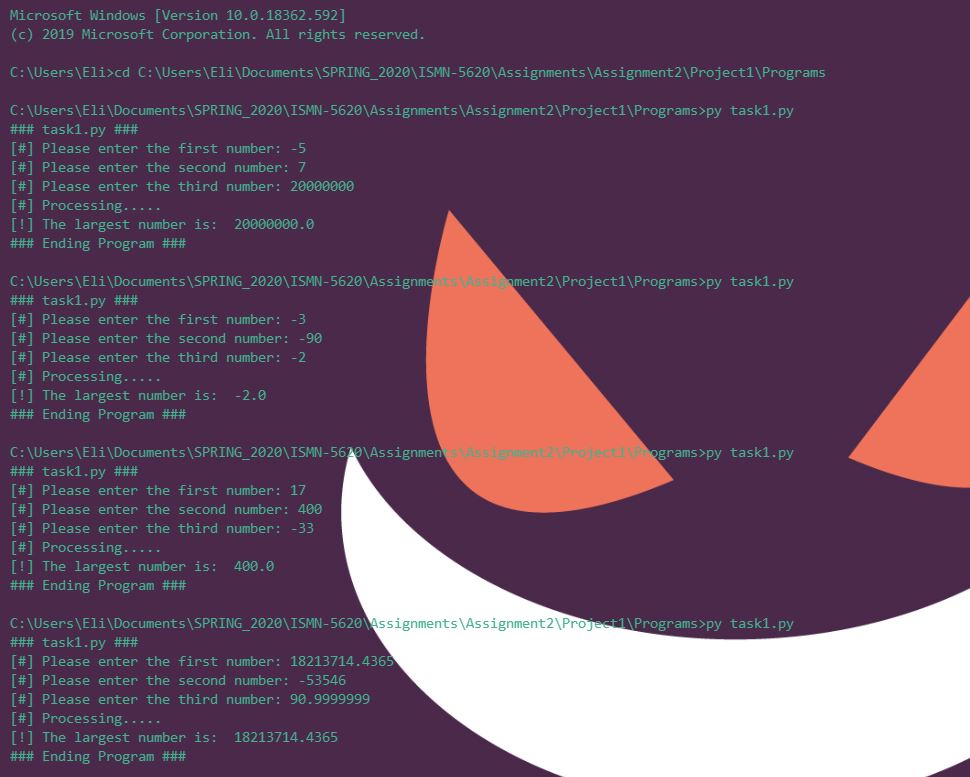 Microsoft Windows [Version 10.0.18362.592]
(c) 2019 Microsoft Corporation. All rights reserved.
C:\Users\Eli>cd C:\Users\Eli\Documents\SPRING_2020\ISMN-5620\Assignments\Assignment2\Project1\Programs
C:\Users\Eli\Documents\SPRING_2020\ISMN-5620\Assignments\Assignment2\Project1\Programs>py task1.py
### task1.py ###
[#] Please enter the first number: -5
[#] Please enter the second number: 7
[#] Please enter the third number: 20000000
[#] Processing.....
[!] The largest number is:  20000000.0
### Ending Program ###
C:\Users\Eli\Documents\SPRING_2020\ISMN-5620\Assignments\Assignment2\Project1\Programs>py task1.py
### task1.py ###
[#] Please enter the first number: -3
[#] Please enter the second number: -90
[#] Please enter the third number: -2
[#] Processing.....
[!] The largest number is:  -2.0
### Ending Program ###
C:\Users\Eli\Documents\SPRING_2020\ISMN-5620\Assignments\Assignment2\Project1\Programs>py task1.py
### task1.py ###
[#] Please enter the first number: 17
[#] Please enter the second number: 400
[#] Please enter the third number: -33
[#] Processing.....
[!] The largest number is:  400.0
### Ending Program ###
C:\Users\Eli\Documents\SPRING_2020\ISMN-5620\Assignments\Assignment2\Project1\Programs>py task1.py
### task1.py ###
[#] Please enter the first number: 18213714.4365
[#] Please enter the second number: -53546
[#] Please enter the third number: 90.9999999
[#] Processing.....
[!] The largest number is:  18213714.4365
### Ending Program ###